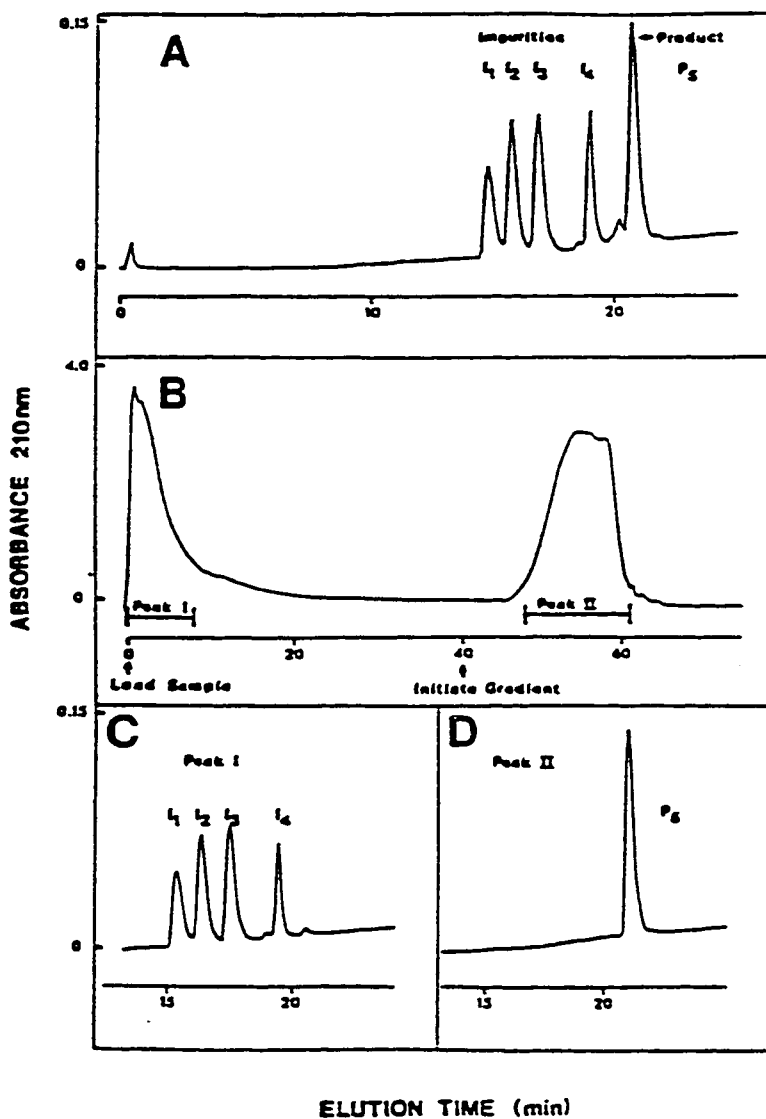 0.15
A
Impurities
Product
I1 I2 I3 I4 P5
0
0 10 20
4.0
B
0
Peak I
Peak II
0 20 40 60
Load Sample
Initiate Gradient
0.15
C
Peak I
I1 I2 I3 I4
0
15 20
D
Peak II
P5
15 20
ABSORBANCE 210nm
ELUTION TIME (min)